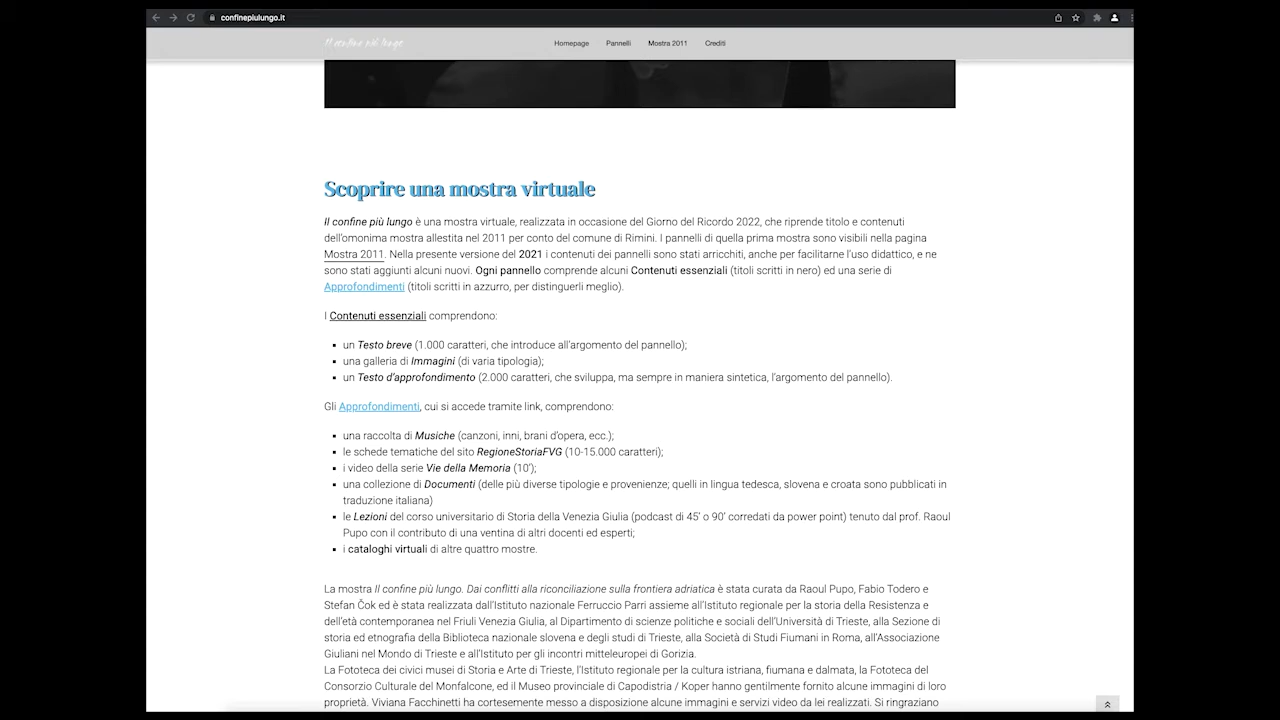 confinepiulungo.it
Il confine più lungo
Homepage Pannelli Mostra 2011 Crediti
Scoprire una mostra virtuale
Il confine più lungo è una mostra virtuale, realizzata in occasione del Giorno del Ricordo 2022, che riprende titolo e contenuti
dell’omonima mostra allestita nel 2011 per conto del comune di Rimini. I pannelli di quella prima mostra sono visibili nella pagina
Mostra 2011. Nella presente versione del 2021 i contenuti dei pannelli sono stati arricchiti, anche per facilitarne l’uso didattico, e ne
sono stati aggiunti alcuni nuovi. Ogni pannello comprende alcuni Contenuti essenziali (titoli scritti in nero) ed una serie di
Approfondimenti (titoli scritti in azzurro, per distinguerli meglio).
I Contenuti essenziali comprendono:
▪ un Testo breve (1.000 caratteri, che introduce all’argomento del pannello);
▪ una galleria di Immagini (di varia tipologia);
▪ un Testo d’approfondimento (2.000 caratteri, che sviluppa, ma sempre in maniera sintetica, l’argomento del pannello).
Gli Approfondimenti, cui si accede tramite link, comprendono:
▪ una raccolta di Musiche (canzoni, inni, brani d’opera, ecc.);
▪ le schede tematiche del sito RegioneStoriaFVG (10-15.000 caratteri);
▪ i video della serie Vie della Memoria (10’);
▪ una collezione di Documenti (delle più diverse tipologie e provenienze; quelli in lingua tedesca, slovena e croata sono pubblicati in
traduzione italiana)
▪ le Lezioni del corso universitario di Storia della Venezia Giulia (podcast di 45’ o 90’ corredati da power point) tenuto dal prof. Raoul
Pupo con il contributo di una ventina di altri docenti ed esperti;
▪ i cataloghi virtuali di altre quattro mostre.
La mostra Il confine più lungo. Dai conflitti alla riconciliazione sulla frontiera adriatica è stata curata da Raoul Pupo, Fabio Todero e
Stefan Čok ed è stata realizzata dall’Istituto nazionale Ferruccio Parri assieme all’Istituto regionale per la storia della Resistenza e
dell’età contemporanea nel Friuli Venezia Giulia, al Dipartimento di scienze politiche e sociali dell’Università di Trieste, alla Sezione di
storia ed etnografia della Biblioteca nazionale slovena e degli studi di Trieste, alla Società di Studi Fiumani in Roma, all’Associazione
Giuliani nel Mondo di Trieste e all’Istituto per gli incontri mitteleuropei di Gorizia.
La Fototeca dei civici musei di Storia e Arte di Trieste, l’Istituto regionale per la cultura istriana, fiumana e dalmata, la Fototeca del
Consorzio Culturale del Monfalcone, ed il Museo provinciale di Capodistria / Koper hanno gentilmente fornito alcune immagini di loro
proprietà. Viviana Facchinetti ha cortesemente messo a disposizione alcune immagini e servizi video da lei realizzati. Si ringraziano